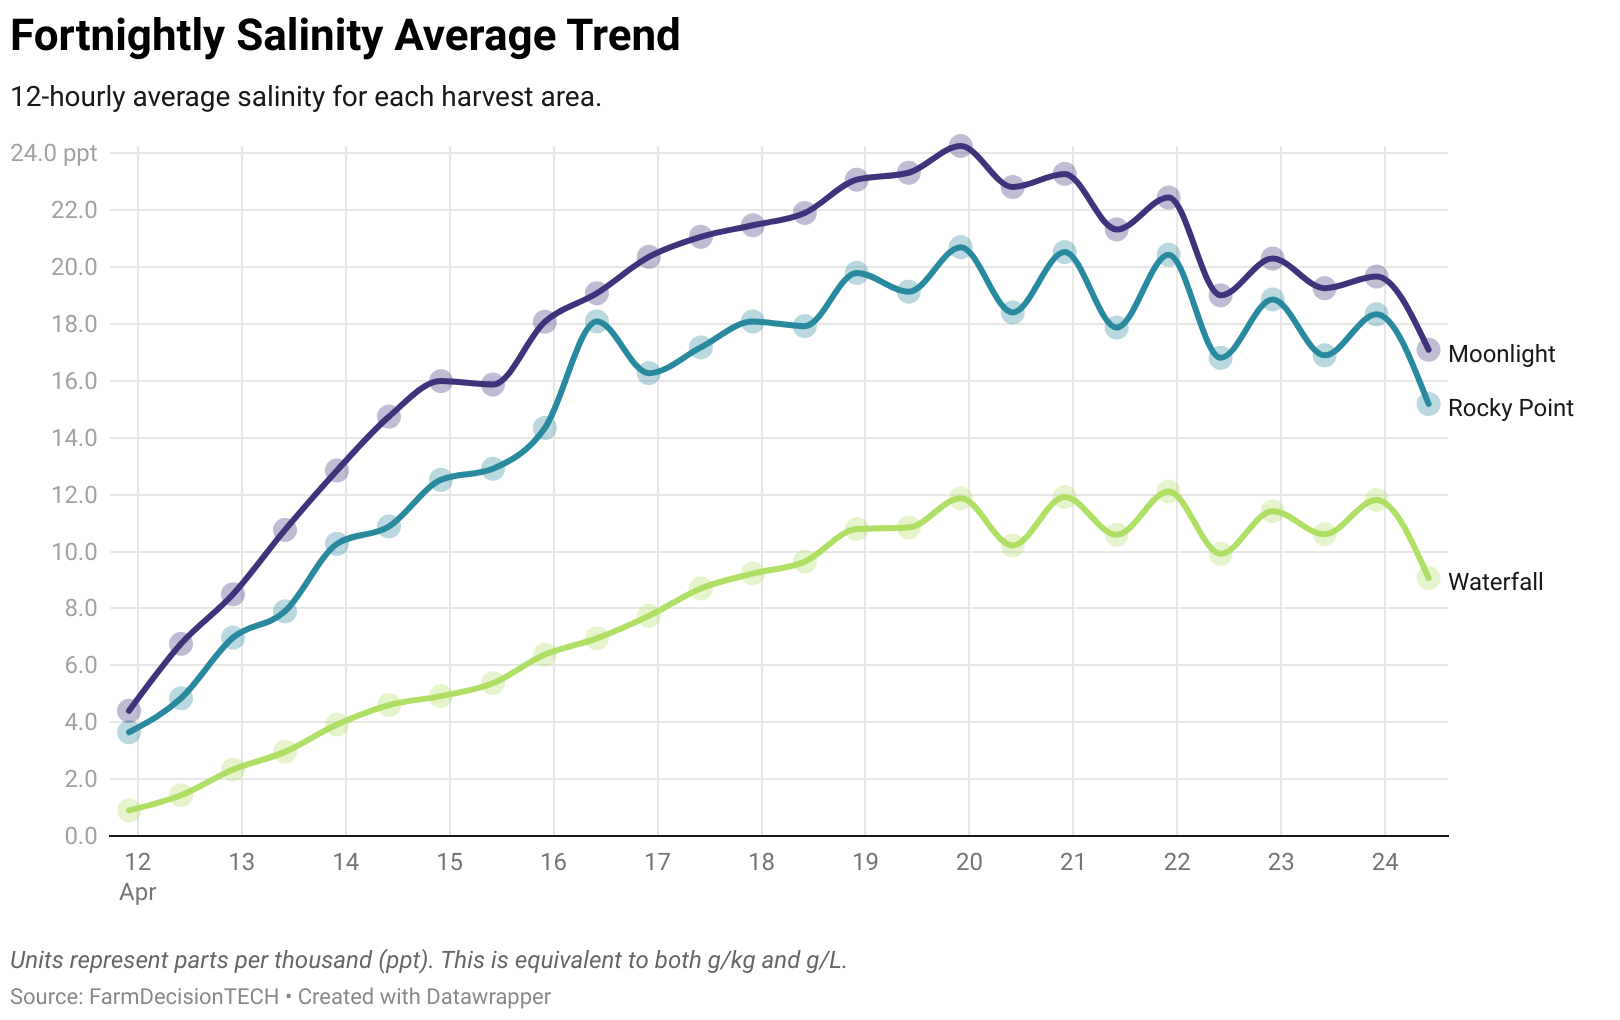 Fortnightly Salinity Average Trend
12-hourly average salinity for each harvest area.
24.0 ppt
22.0
20.0
18.0
16.0
14.0
12.0
10.0
8.0
6.0
4.0
2.0
0.0
Moonlight
Rocky Point
Waterfall
12 13 14 15 16 17 18 19 20 21 22 23 24
Apr
Units represent parts per thousand (ppt). This is equivalent to both g/kg and g/L.
Source: FarmDecisionTECH • Created with Datawrapper